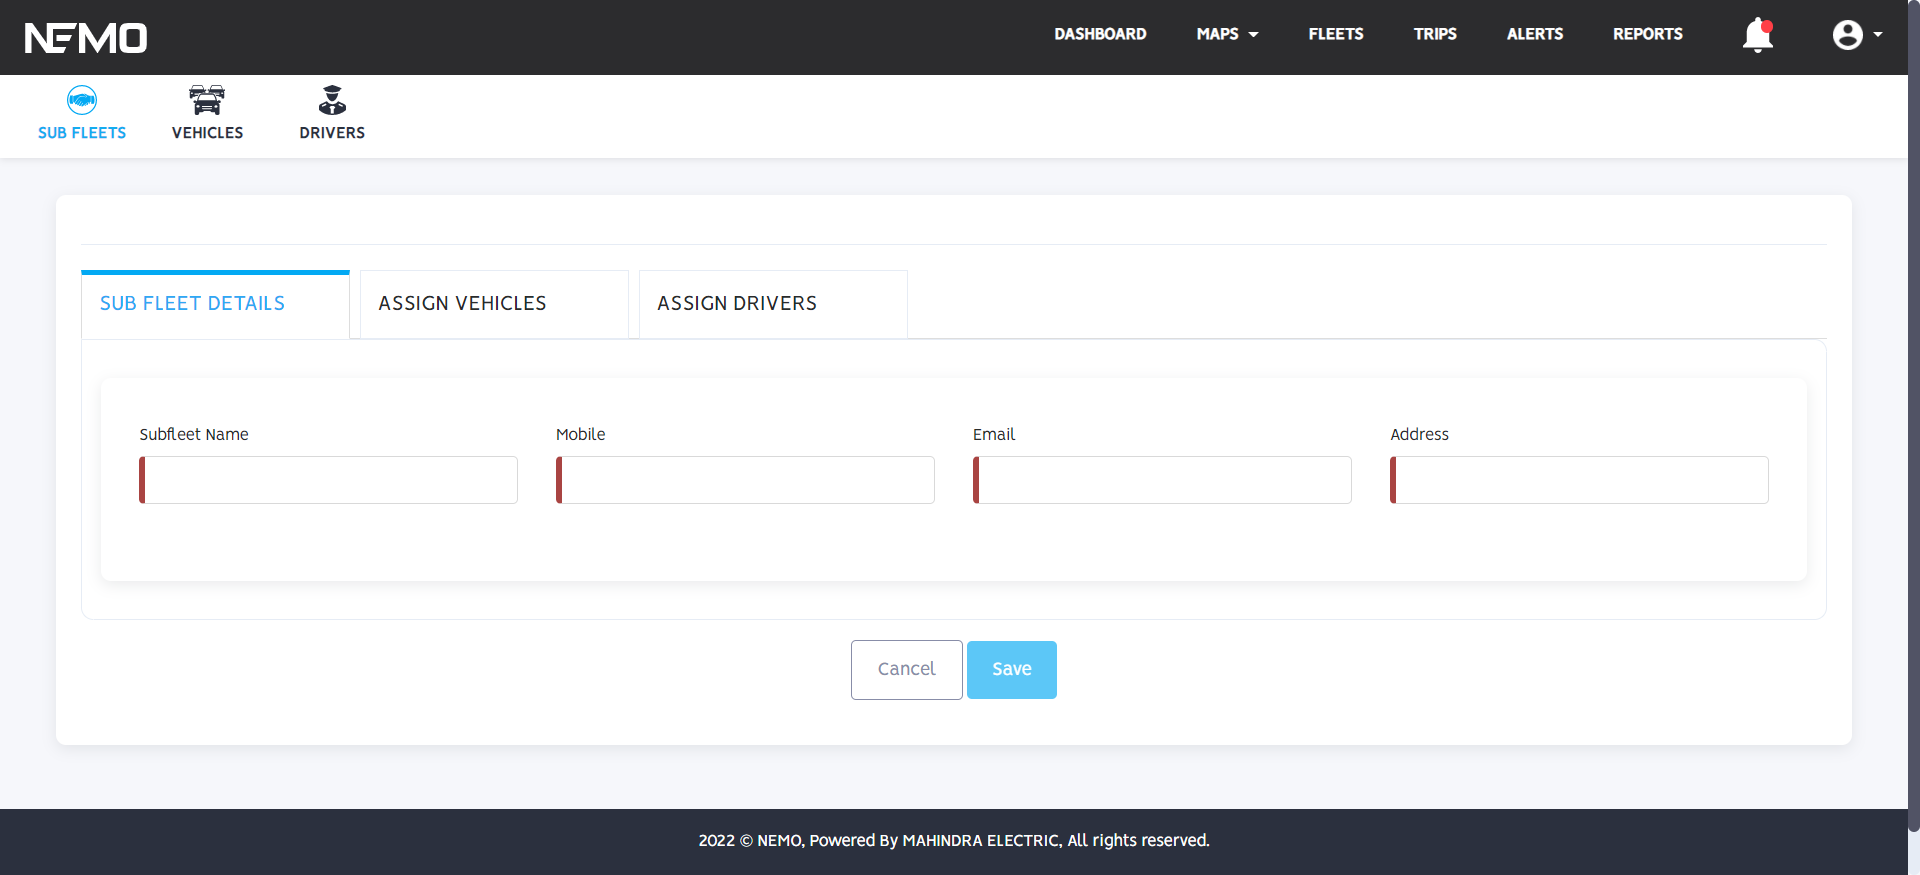 NEMO
DASHBOARD MAPS FLEETS TRIPS ALERTS REPORTS
SUB FLEETS VEHICLES DRIVERS
SUB FLEET DETAILS ASSIGN VEHICLES ASSIGN DRIVERS
Subfleet Name Mobile Email Address
Cancel Save
2022 © NEMO, Powered By MAHINDRA ELECTRIC, All rights reserved.